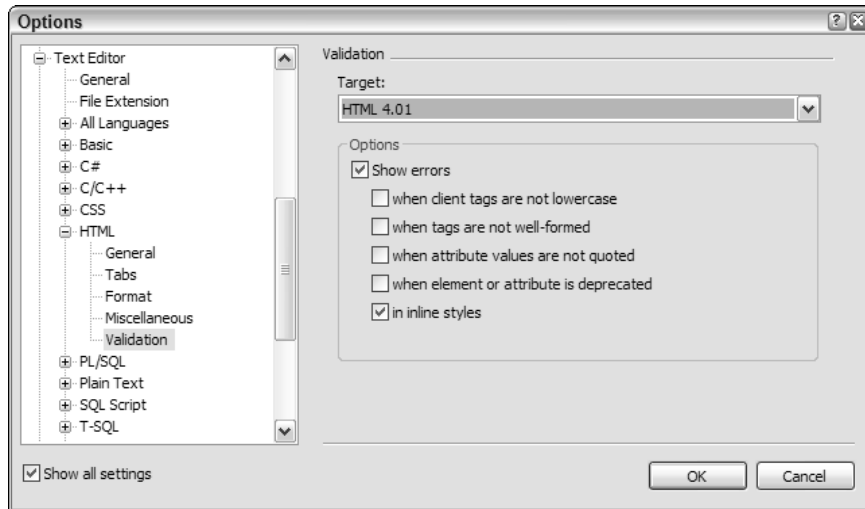 Options
Text Editor
General
File Extension
All Languages
Basic
C#
C/C++
CSS
HTML
General
Tabs
Format
Miscellaneous
Validation
PL/SQL
Plain Text
SQL Script
T-SQL
Show all settings
Validation
Target:
HTML 4.01
Options
Show errors
when client tags are not lowercase
when tags are not well-formed
when attribute values are not quoted
when element or attribute is deprecated
in inline styles
OK
Cancel